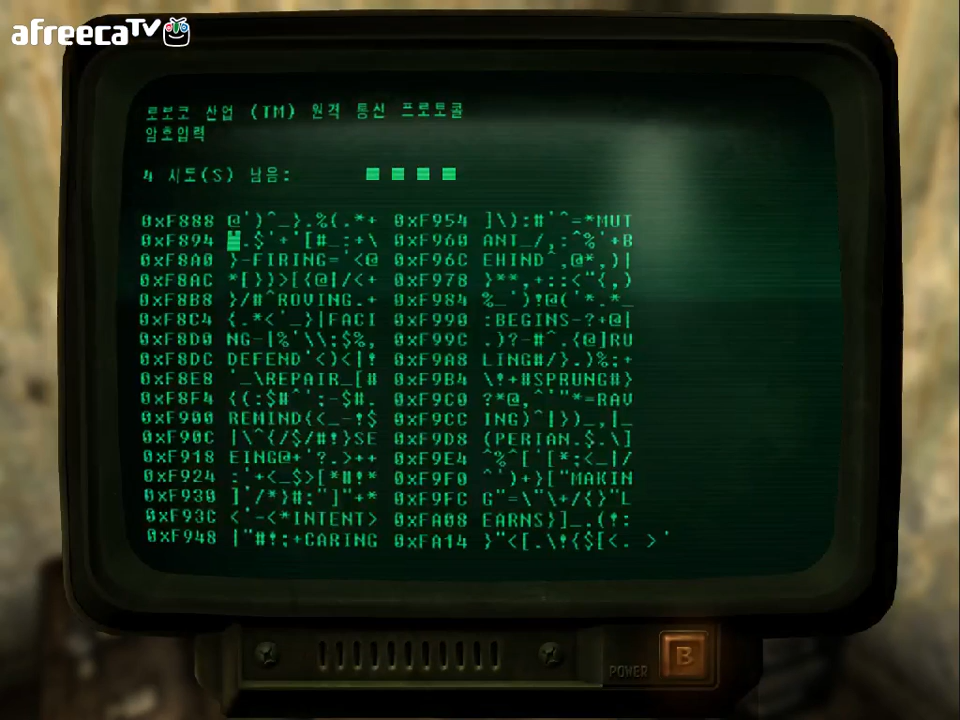 afreecaTV
로보코 산업 (TM) 원격 통신 프로토콜
암호입력
4 시도(S) 남음:
0xF888 @')^_}.%(.*+ 0xF954 ]\):#'^=*MUT
0xF894 .$'+'[#_:+\ 0xF960 ANT_/,:^%'+B
0xF8A0 }-FIRING='<@ 0xF96C EHIND^,@*,)|
0xF8AC *[})>[{@|/<+ 0xF978 }**,+::<"{,)
0xF8B8 }/#^ROVING.+ 0xF984 %_')!@('*.*_
0xF8C4 {.*<'_}|FACI 0xF990 :BEGINS-?+@|
0xF8D0 NG-|%'\\;$%, 0xF99C .)?-#^.{@]RU
0xF8DC DEFEND'<)<|! 0xF9A8 LING#/}.)%;+
0xF8E8 '_\REPAIR_[# 0xF9B4 \!+#SPRUNG#}
0xF8F4 {(:$#^';-$#. 0xF9C0 ?*@,^'"*=RAV
0xF900 REMIND(<_-!$ 0xF9CC ING)^|})_,|_
0xF90C |\^{/$/#!}SE 0xF9D8 (PERIAN.$.\]
0xF918 EING@+'?.>++ 0xF9E4 ^%^['[*;<_|/
0xF924 :'+<_$>[*#!* 0xF9F0 ^')+}["MAKIN
0xF930 ]'/*}#:"]"+* 0xF9FC G"=\"\+/{}"L
0xF93C <'-<*INTENT> 0xFA08 EARNS}]_.(!:
0xF948 |"#!;+CARING 0xFA14 }"<[.\!{$[<. >'
POWER
B